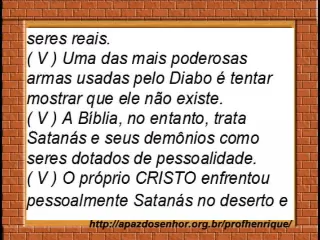 seres reais.
( V ) Uma das mais poderosas
armas usadas pelo Diabo é tentar
mostrar que ele não existe.
( V ) A Bíblia, no entanto, trata
Satanás e seus demônios como
seres dotados de pessoalidade.
( V ) O próprio CRISTO enfrentou
pessoalmente Satanás no deserto e
http://apazdosenhor.org.br/profhenrique/